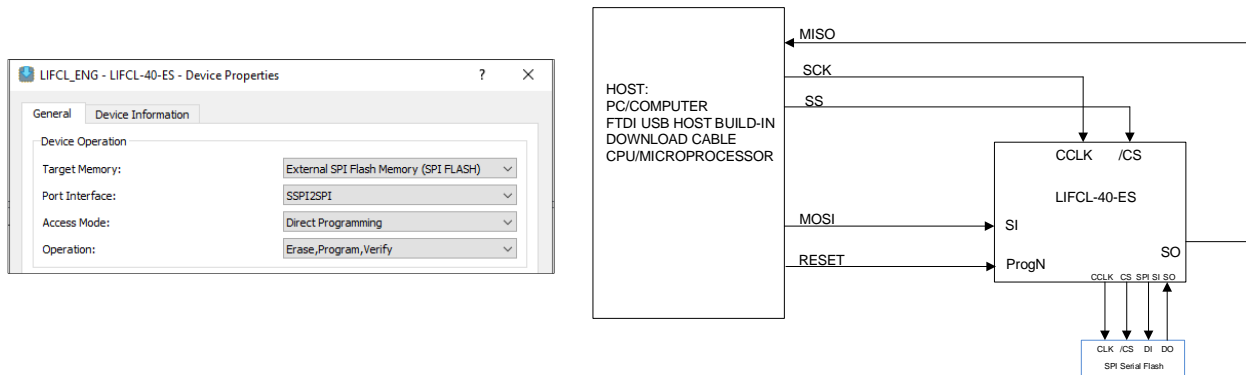 LIFCL_ENG - LIFCL-40-ES - Device Properties
?
General
Device Information
Device Operation
Target Memory:
External SPI Flash Memory (SPI FLASH)
Port Interface:
SSPI2SPI
Access Mode:
Direct Programming
Operation:
Erase,Program,Verify
HOST:
PC/COMPUTER
FTDI USB HOST BUILD-IN
DOWNLOAD CABLE
CPU/MICROPROCESSOR
MISO
SCK
SS
MOSI
RESET
CCLK /CS
LIFCL-40-ES
SI
SO
ProgN
CCLK CS SPI SI SO
CLK /CS DI DO
SPI Serial Flash